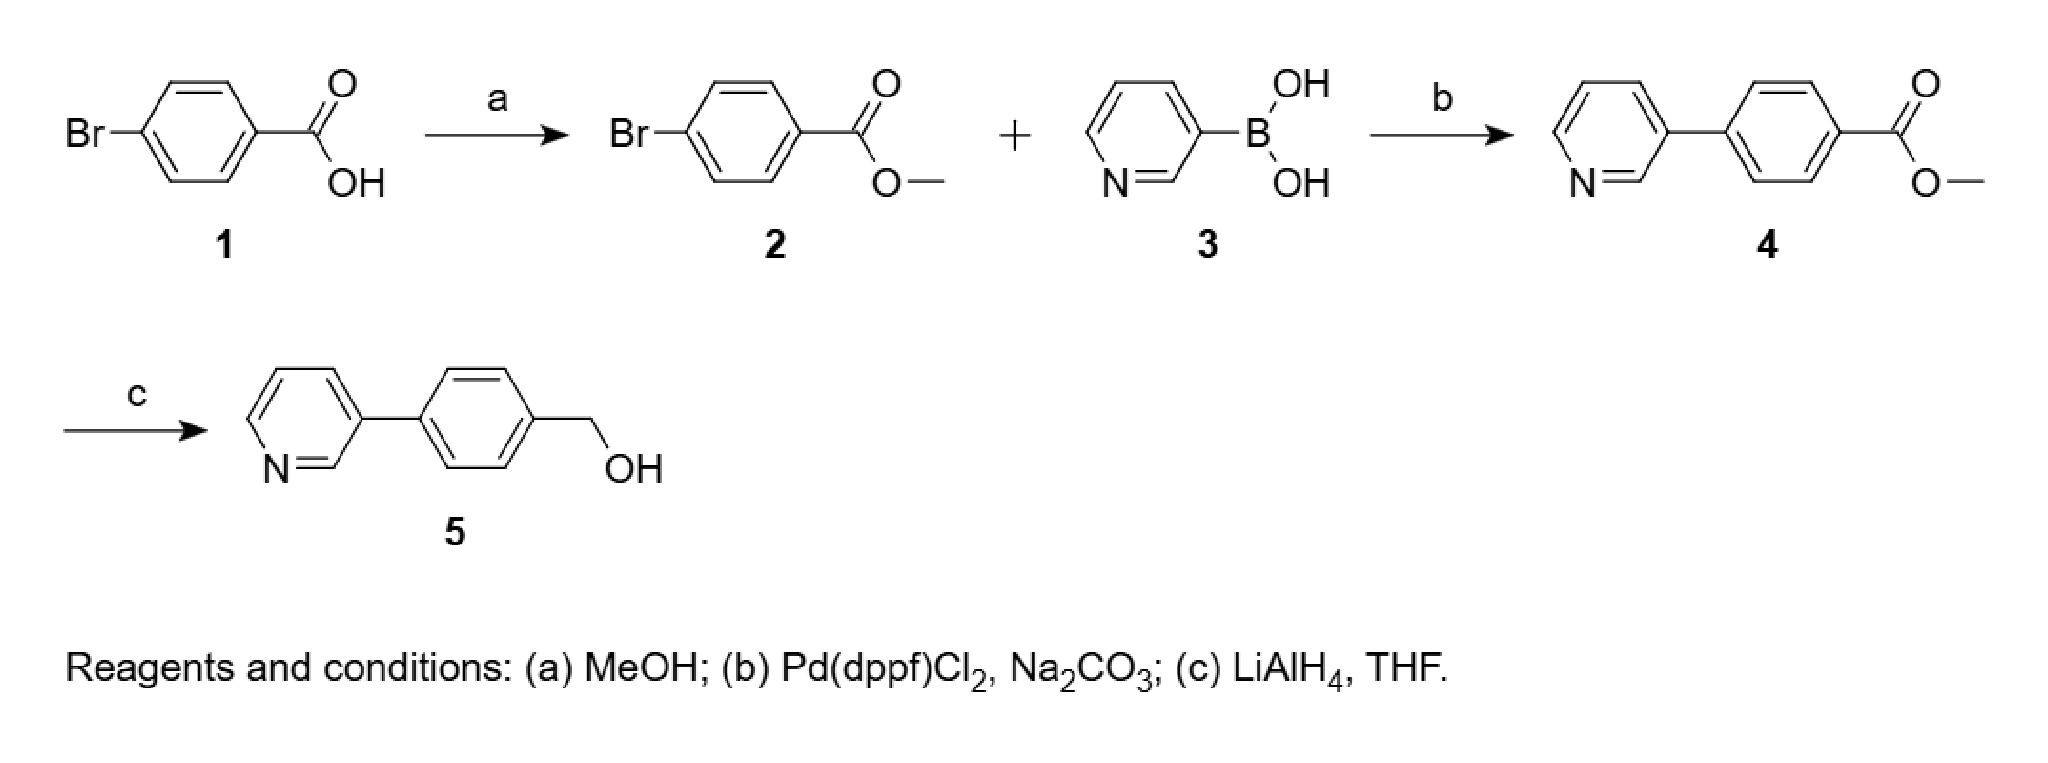 Br O OH a Br O O + N B OH OH b N O O
1 2 3 4
c N OH
5
Reagents and conditions: (a) MeOH; (b) Pd(dppf)Cl₂, Na₂CO₃; (c) LiAlH₄, THF.